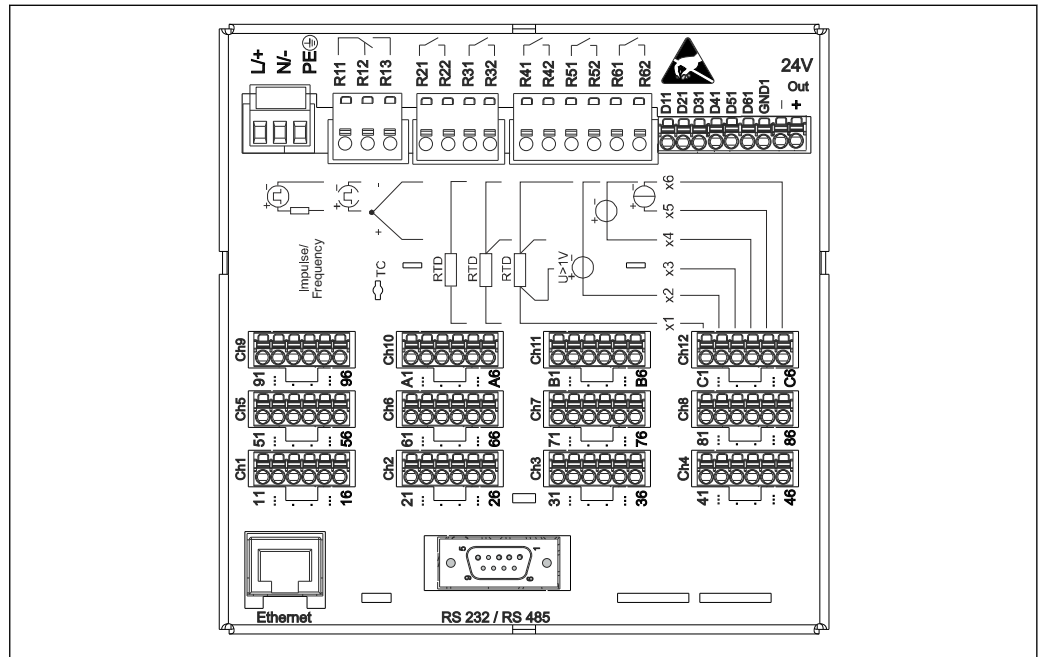 L/+ N/- PE
R11 R12 R13
R21 R22 R31 R32
R41 R42 R51 R52 R61 R62
D11 D21 D31 D41 D51 D61 GND1 - +
24V
Out
+ - + - - +
Impulse/
Frequency
TC
RTD
RTD
RTD
U>1V
+ -
+ -
+ -
x6
x5
x4
x3
x2
x1
Ch9
91 ... . . ... 96
Ch10
A1 ... . . ... A6
Ch11
B1 ... . . ... B6
Ch12
C1 ... . . ... C6
Ch5
51 ... . . ... 56
Ch6
61 ... . . ... 66
Ch7
71 ... . . ... 76
Ch8
81 ... . . ... 86
Ch1
11 ... . . ... 16
Ch2
21 ... . . ... 26
Ch3
31 ... . . ... 36
Ch4
41 ... . . ... 46
5 1
9 6
Ethernet
RS 232 / RS 485